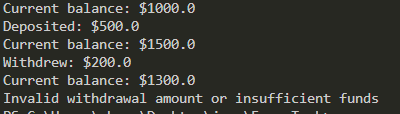 Current balance: $1000.0
Deposited: $500.0
Current balance: $1500.0
Withdrew: $200.0
Current balance: $1300.0
Invalid withdrawal amount or insufficient funds